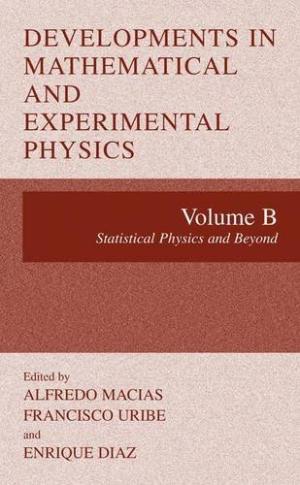 DEVELOPMENTS IN
MATHEMATICAL
AND
EXPERIMENTAL
PHYSICS
Volume B
Statistical Physics and Beyond
Edited by
ALFREDO MACIAS
FRANCISCO URIBE
and
ENRIQUE DIAZ